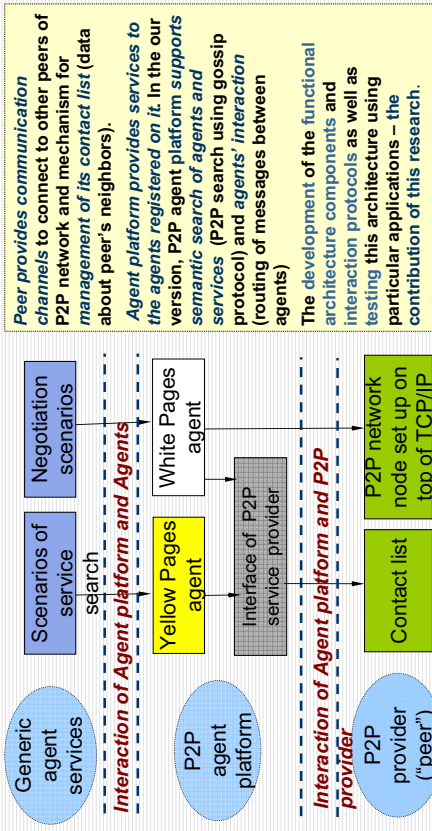 Generic
agent
services
Scenarios of
service
search
Negotiation
scenarios
Interaction of Agent platform and Agents
P2P
agent
platform
Yellow Pages
agent
White Pages
agent
Interface of P2P
service provider
Interaction of Agent platform and P2P
provider
P2P
provider
("peer")
Contact list
P2P network
node set up on
top of TCP/IP
Peer provides communication
channels to connect to other peers of
P2P network and mechanism for
management of its contact list (data
about peer's neighbors).
Agent platform provides services to
the agents registered on it. In the our
version, P2P agent platform supports
semantic search of agents and
services (P2P search using gossip
protocol) and agents' interaction
(routing of messages between
agents)
The development of the functional
architecture components and
interaction protocols as well as
testing this architecture using
particular applications – the
contribution of this research.